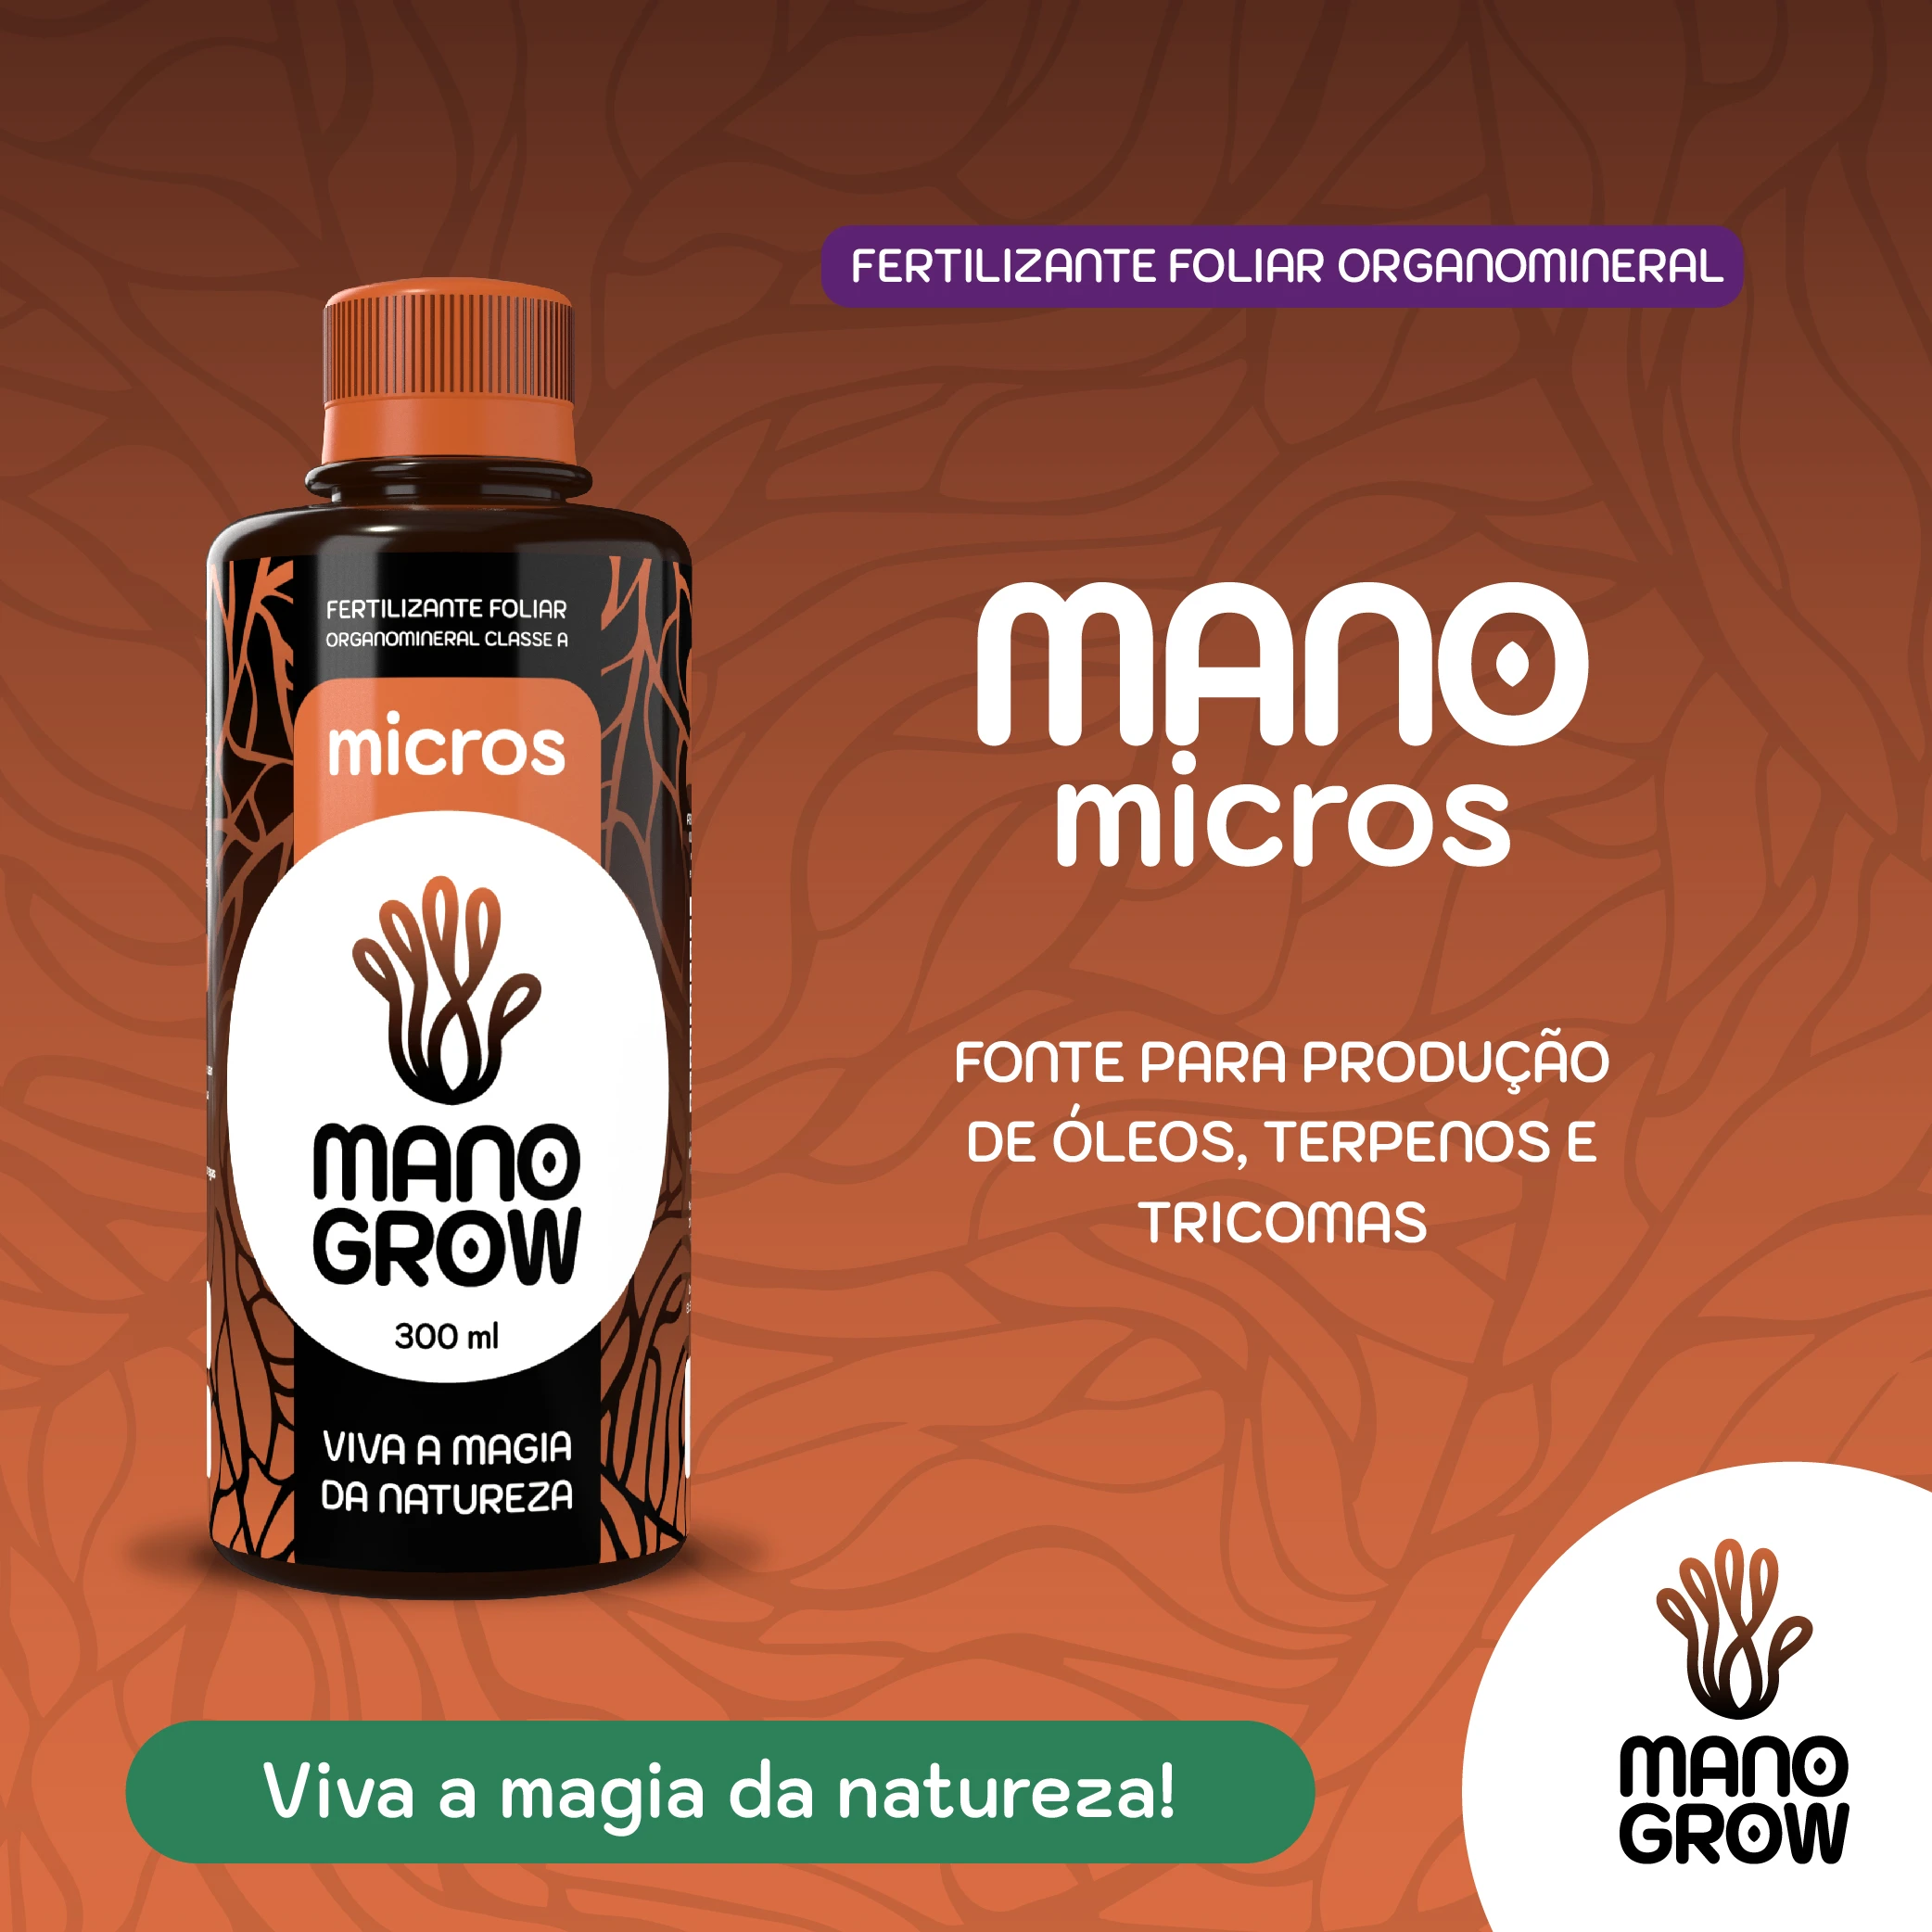 FERTILIZANTE FOLIAR ORGANOMINERAL
FERTILIZANTE FOLIAR
ORGANOMINERAL CLASSE A
micros
MANO
GROW
300 ml
VIVA A MAGIA
DA NATUREZA
MANO
micros
FONTE PARA PRODUÇÃO
DE ÓLEOS, TERPENOS E
TRICOMAS
Viva a magia da natureza!
MANO
GROW